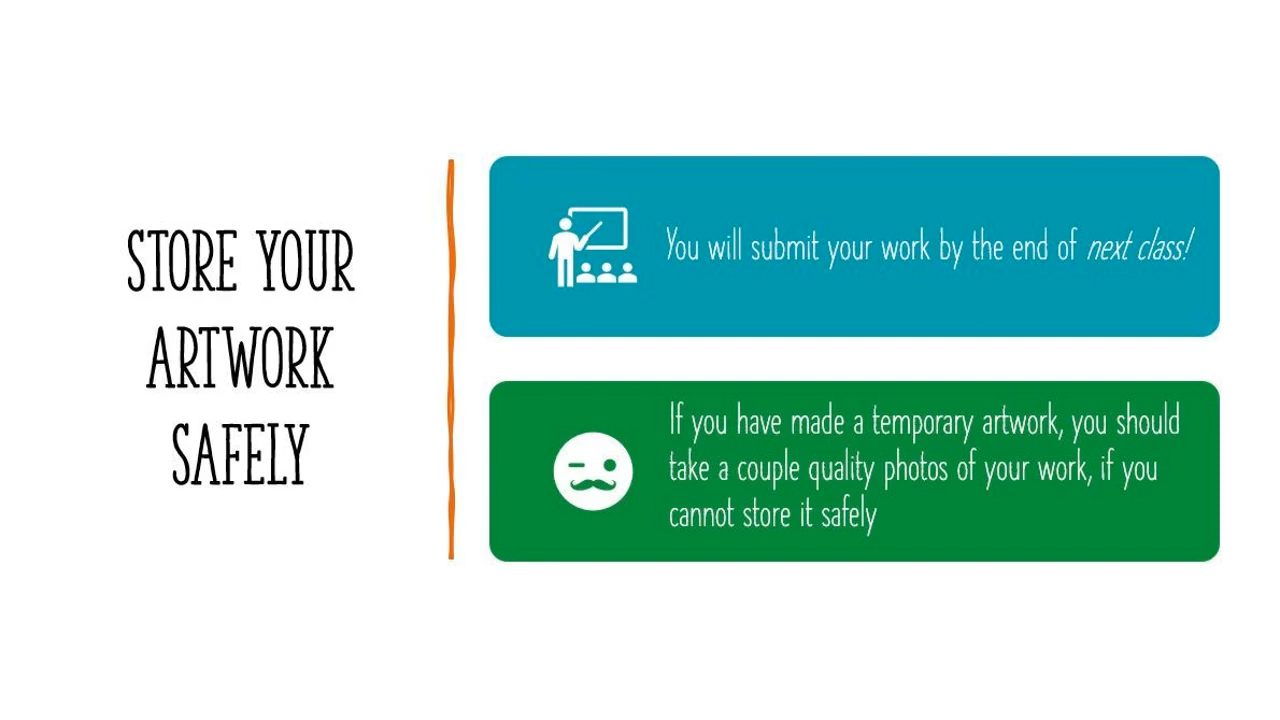 STORE YOUR
ARTWORK
SAFELY
You will submit your work by the end of next class!
If you have made a temporary artwork, you should
take a couple quality photos of your work, if you
cannot store it safely